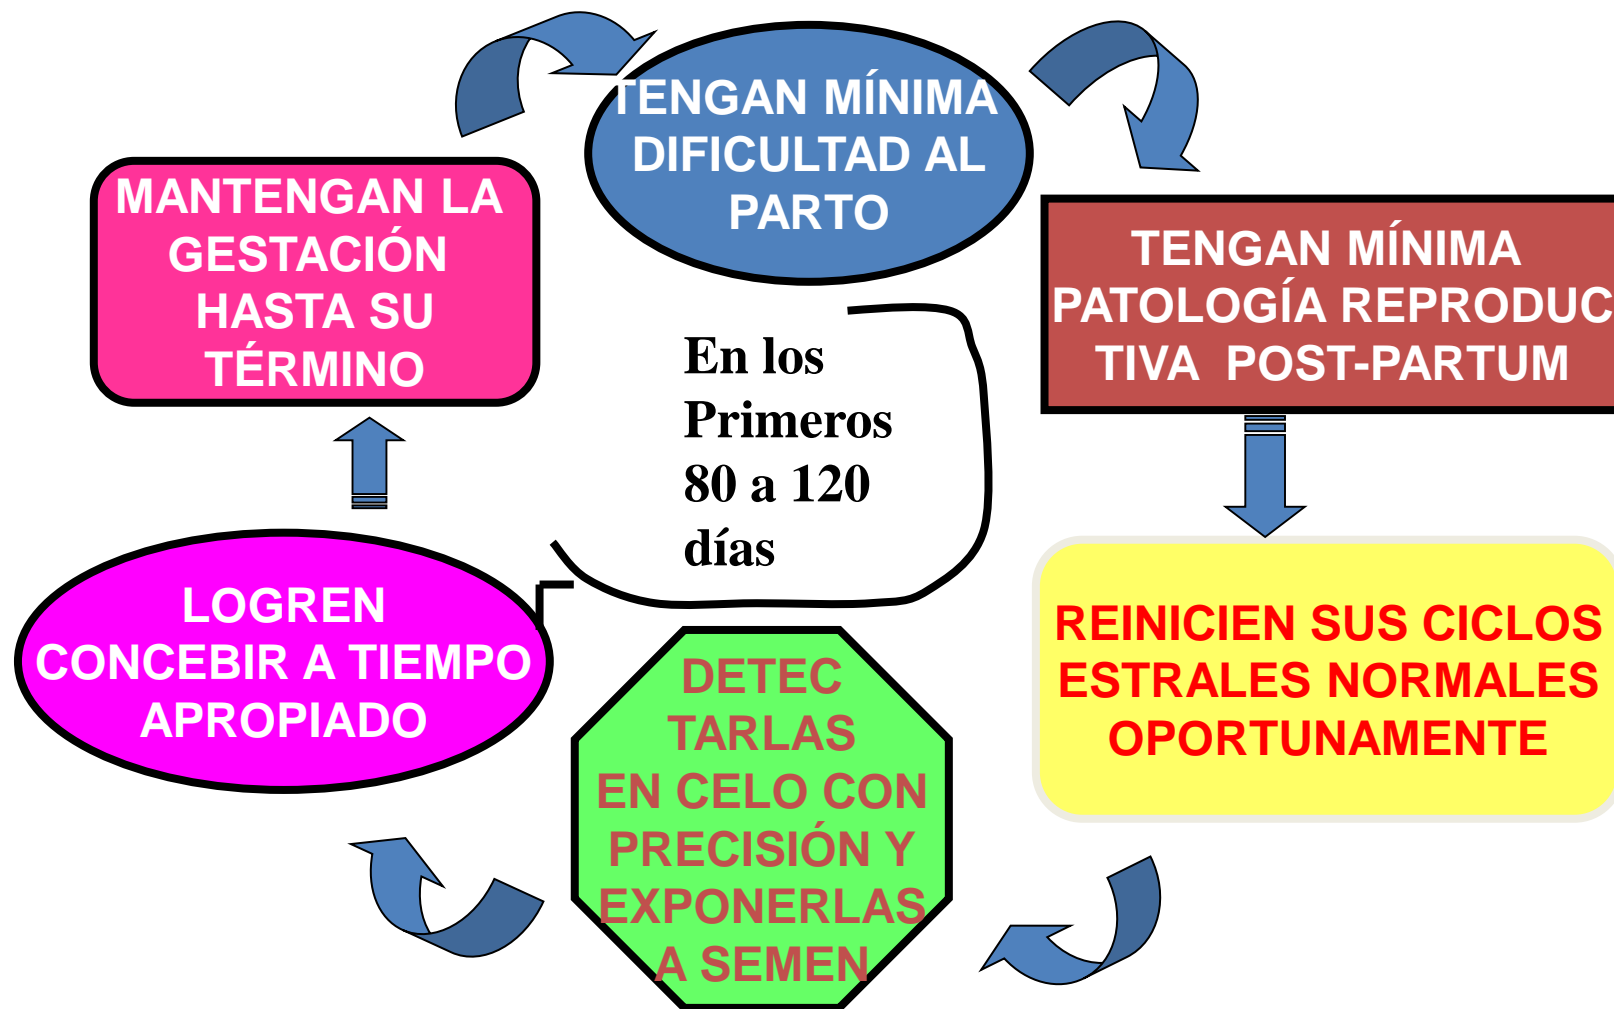 TENGAN MÍNIMA
DIFICULTAD AL
PARTO
TENGAN MÍNIMA
PATOLOGÍA REPRODUC
TIVA POST-PARTUM
REINICIEN SUS CICLOS
ESTRALES NORMALES
OPORTUNAMENTE
DETEC
TARLAS
EN CELO CON
PRECISIÓN Y
EXPONERLAS
A SEMEN
LOGREN
CONCEBIR A TIEMPO
APROPIADO
MANTENGAN LA
GESTACIÓN
HASTA SU
TÉRMINO
En los
Primeros
80 a 120
días